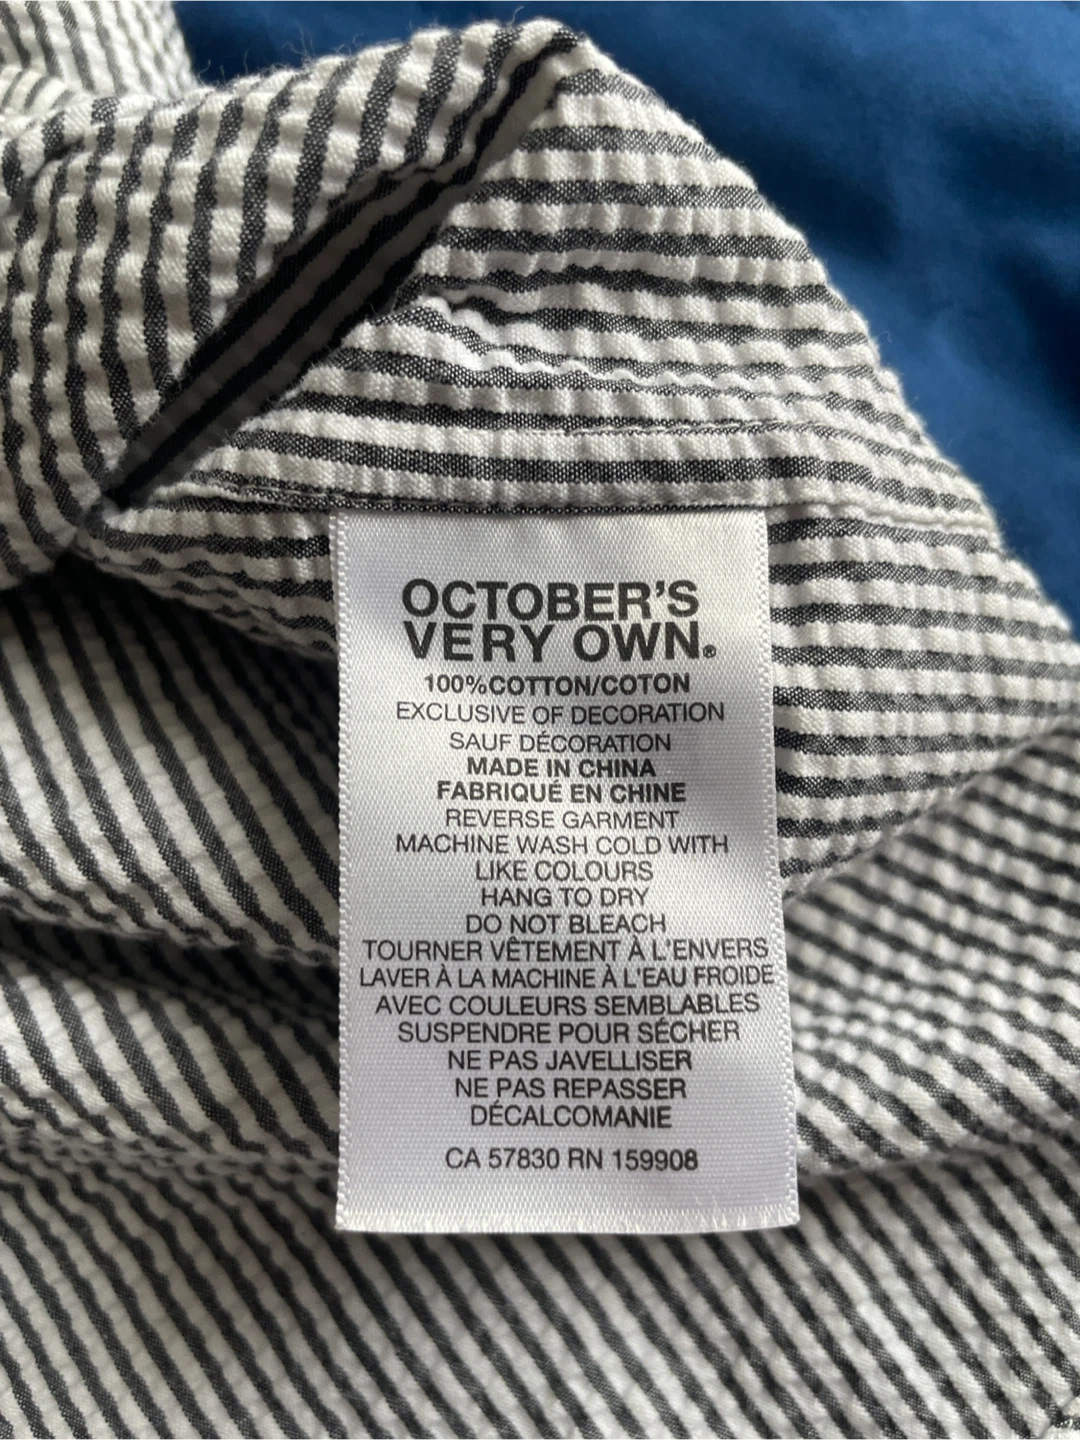 OCTOBER'S
VERY OWN.®
100%COTTON/COTON
EXCLUSIVE OF DECORATION
SAUF DÉCORATION
MADE IN CHINA
FABRIQUÉ EN CHINE
REVERSE GARMENT
MACHINE WASH COLD WITH
LIKE COLOURS
HANG TO DRY
DO NOT BLEACH
TOURNER VÊTEMENT À L'ENVERS
LAVER À LA MACHINE À L'EAU FROIDE
AVEC COULEURS SEMBLABLES
SUSPENDRE POUR SÉCHER
NE PAS JAVELLISER
NE PAS REPASSER
DÉCALCOMANIE
CA 57830 RN 159908